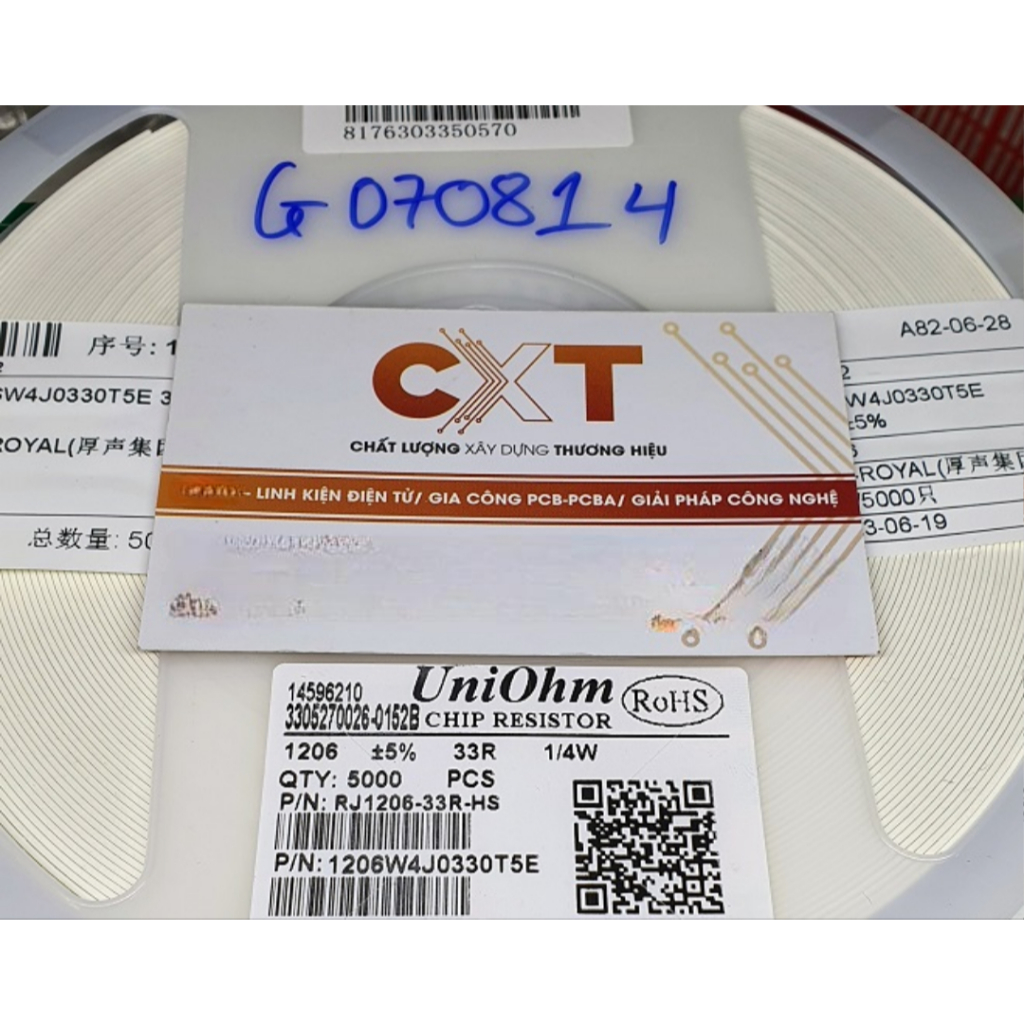 8176303350570
G070814
序号: 1
A82-06-28
W4J0330T5E 3
W4J0330T5E
±5%
ROYAL(厚声集团
ROYAL(厚声集
5000只
3-06-19
总数量: 50
CXT
CHẤT LƯỢNG XÂY DỰNG THƯƠNG HIỆU
- LINH KIỆN ĐIỆN TỬ/ GIA CÔNG PCB-PCBA/ GIẢI PHÁP CÔNG NGHỆ
14596210
UniOhm
RoHS
3305270026-0152B
CHIP RESISTOR
1206 ±5% 33R 1/4W
QTY: 5000 PCS
P/N: RJ1206-33R-HS
P/N: 1206W4J0330T5E